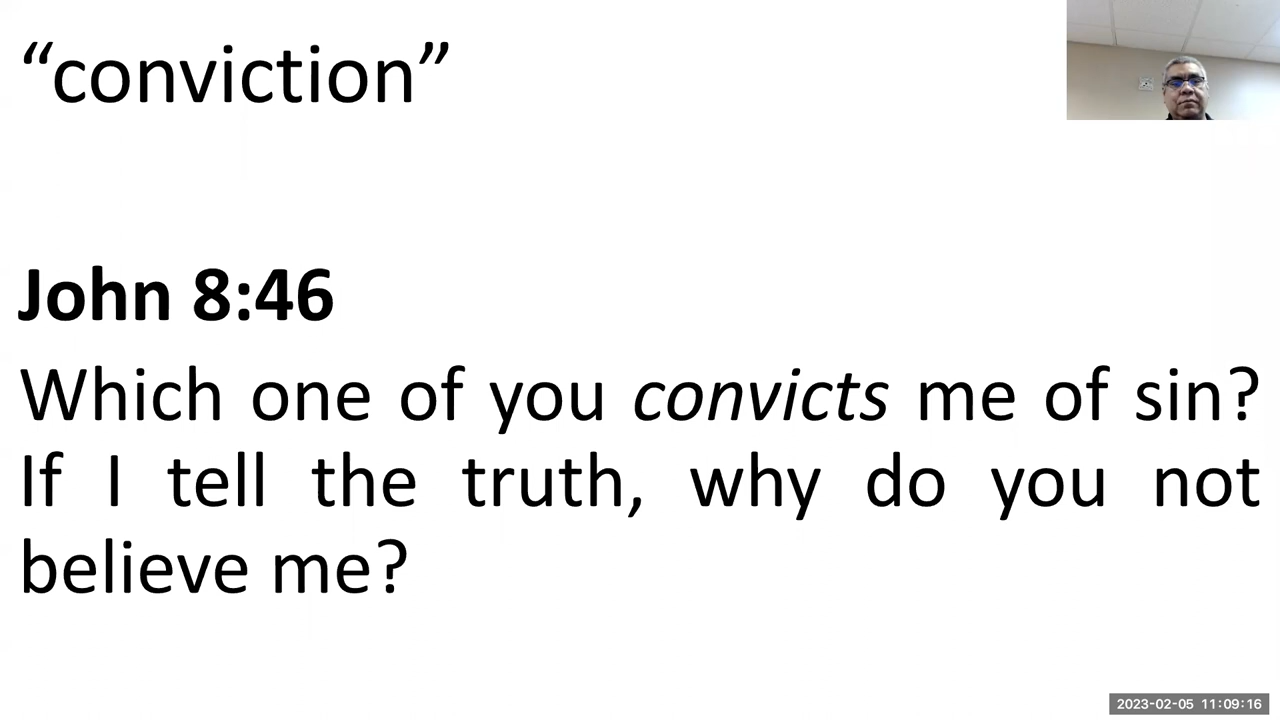 “conviction”
John 8:46
Which one of you convicts me of sin?
If I tell the truth, why do you not
believe me?
2023-02-05 11:09:16